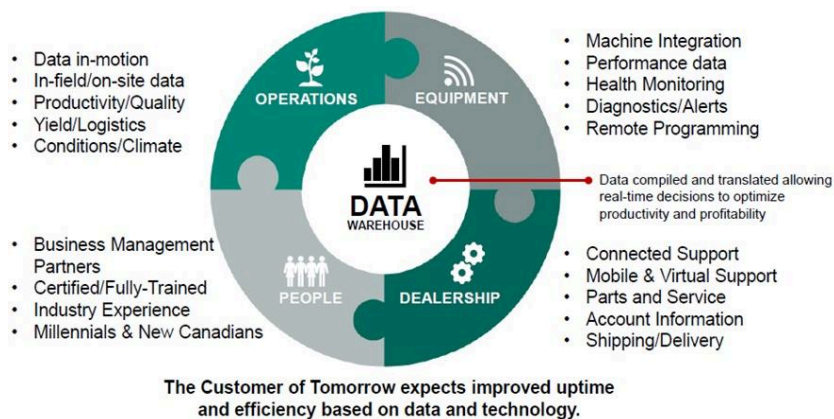 • Data in-motion
• In-field/on-site data
• Productivity/Quality
• Yield/Logistics
• Conditions/Climate
OPERATIONS
EQUIPMENT
• Machine Integration
• Performance data
• Health Monitoring
• Diagnostics/Alerts
• Remote Programming
DATA
WAREHOUSE
Data compiled and translated allowing
real-time decisions to optimize
productivity and profitability
• Business Management
Partners
• Certified/Fully-Trained
• Industry Experience
• Millennials & New Canadians
PEOPLE
DEALERSHIP
• Connected Support
• Mobile & Virtual Support
• Parts and Service
• Account Information
• Shipping/Delivery
The Customer of Tomorrow expects improved uptime
and efficiency based on data and technology.